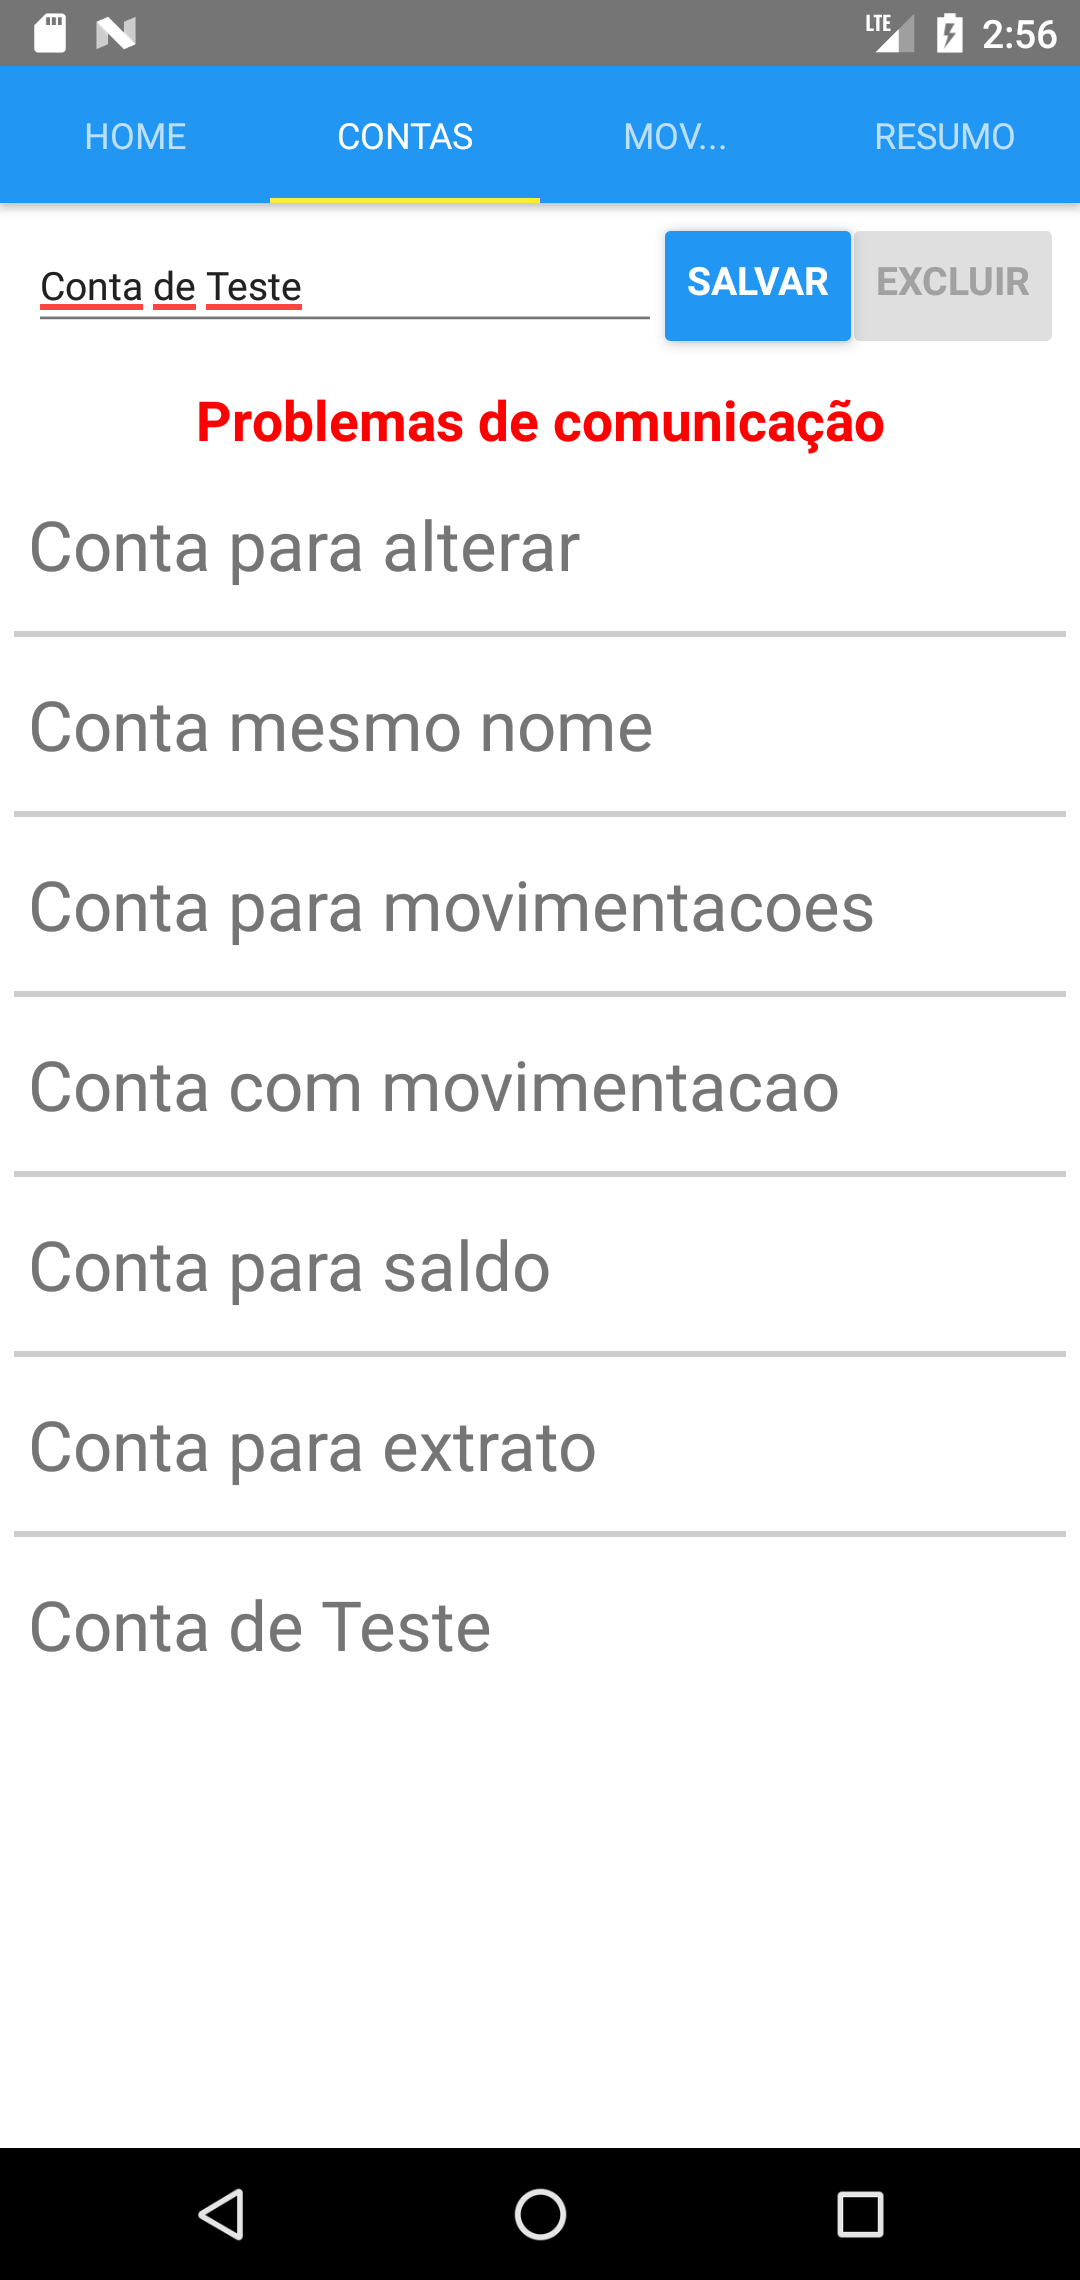 LTE 2:56
HOME CONTAS MOV... RESUMO
Conta de Teste SALVAR EXCLUIR
Problemas de comunicação
Conta para alterar
Conta mesmo nome
Conta para movimentacoes
Conta com movimentacao
Conta para saldo
Conta para extrato
Conta de Teste